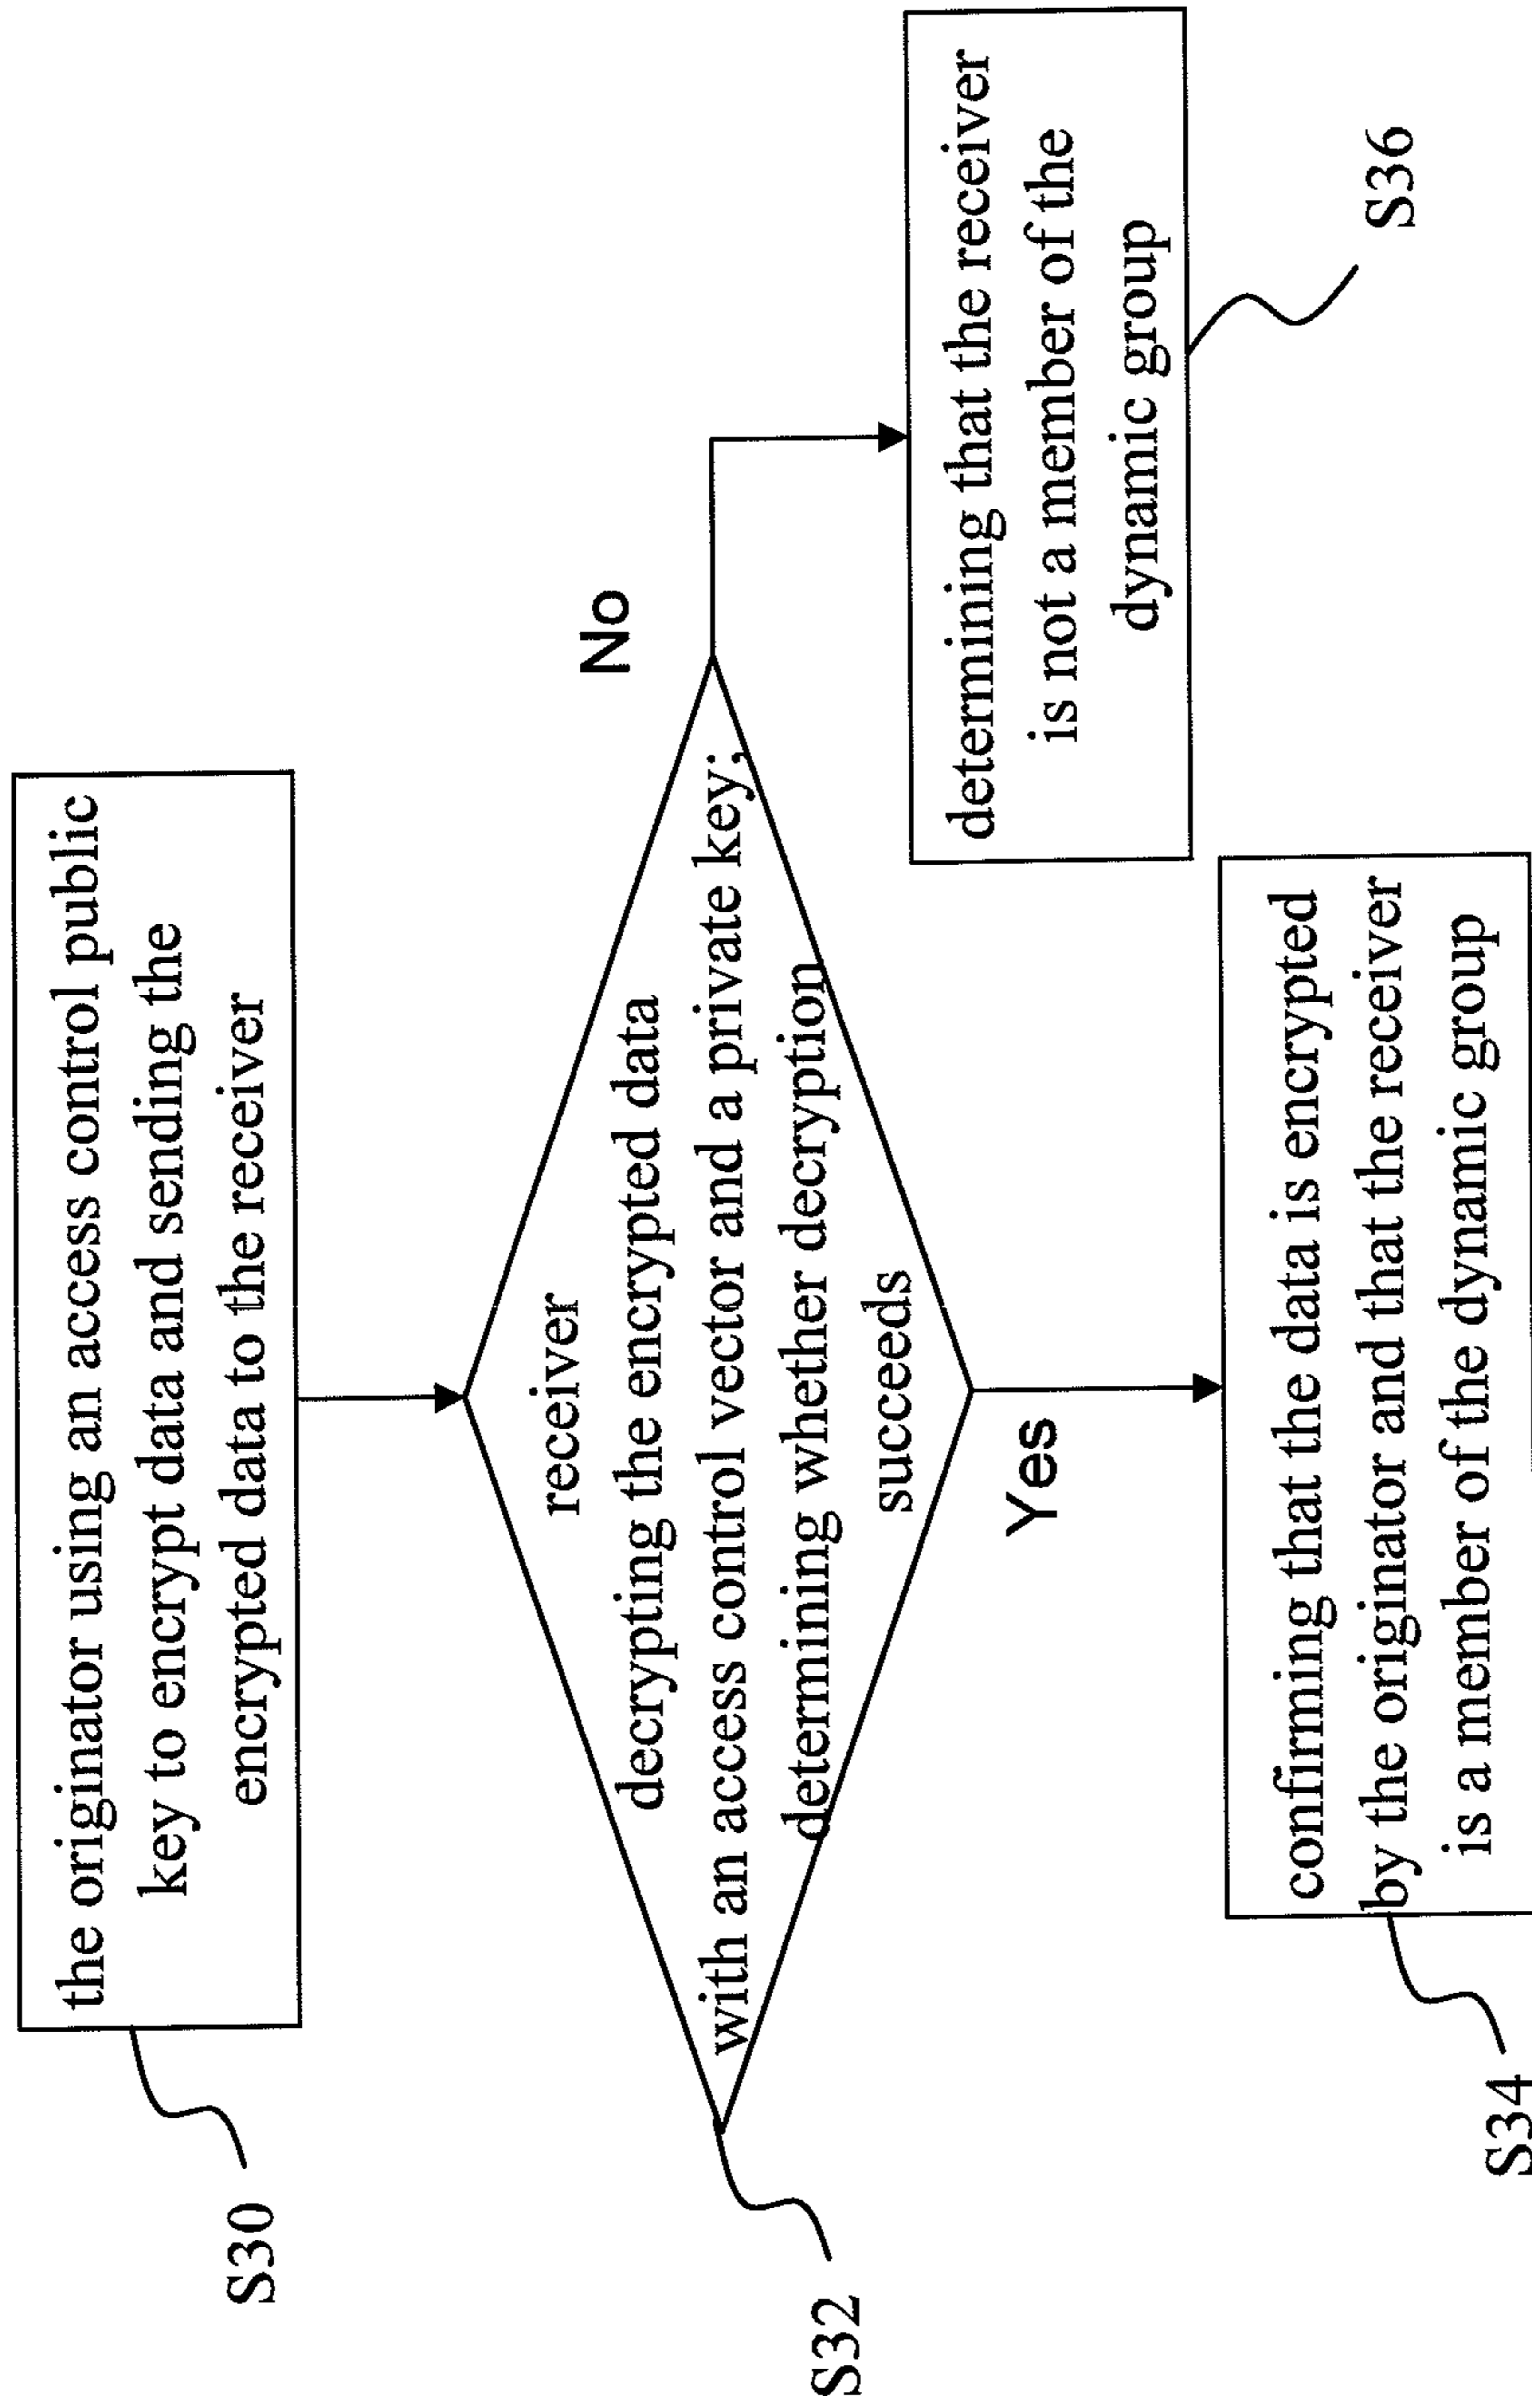 the originator using an access control public
key to encrypt data and sending the
encrypted data to the receiver
S30
receiver
decrypting the encrypted data
with an access control vector and a private key;
determining whether decryption
succeeds
S32
No
determining that the receiver
is not a member of the
dynamic group
S36
Yes
confirming that the data is encrypted
by the originator and that the receiver
is a member of the dynamic group
S34